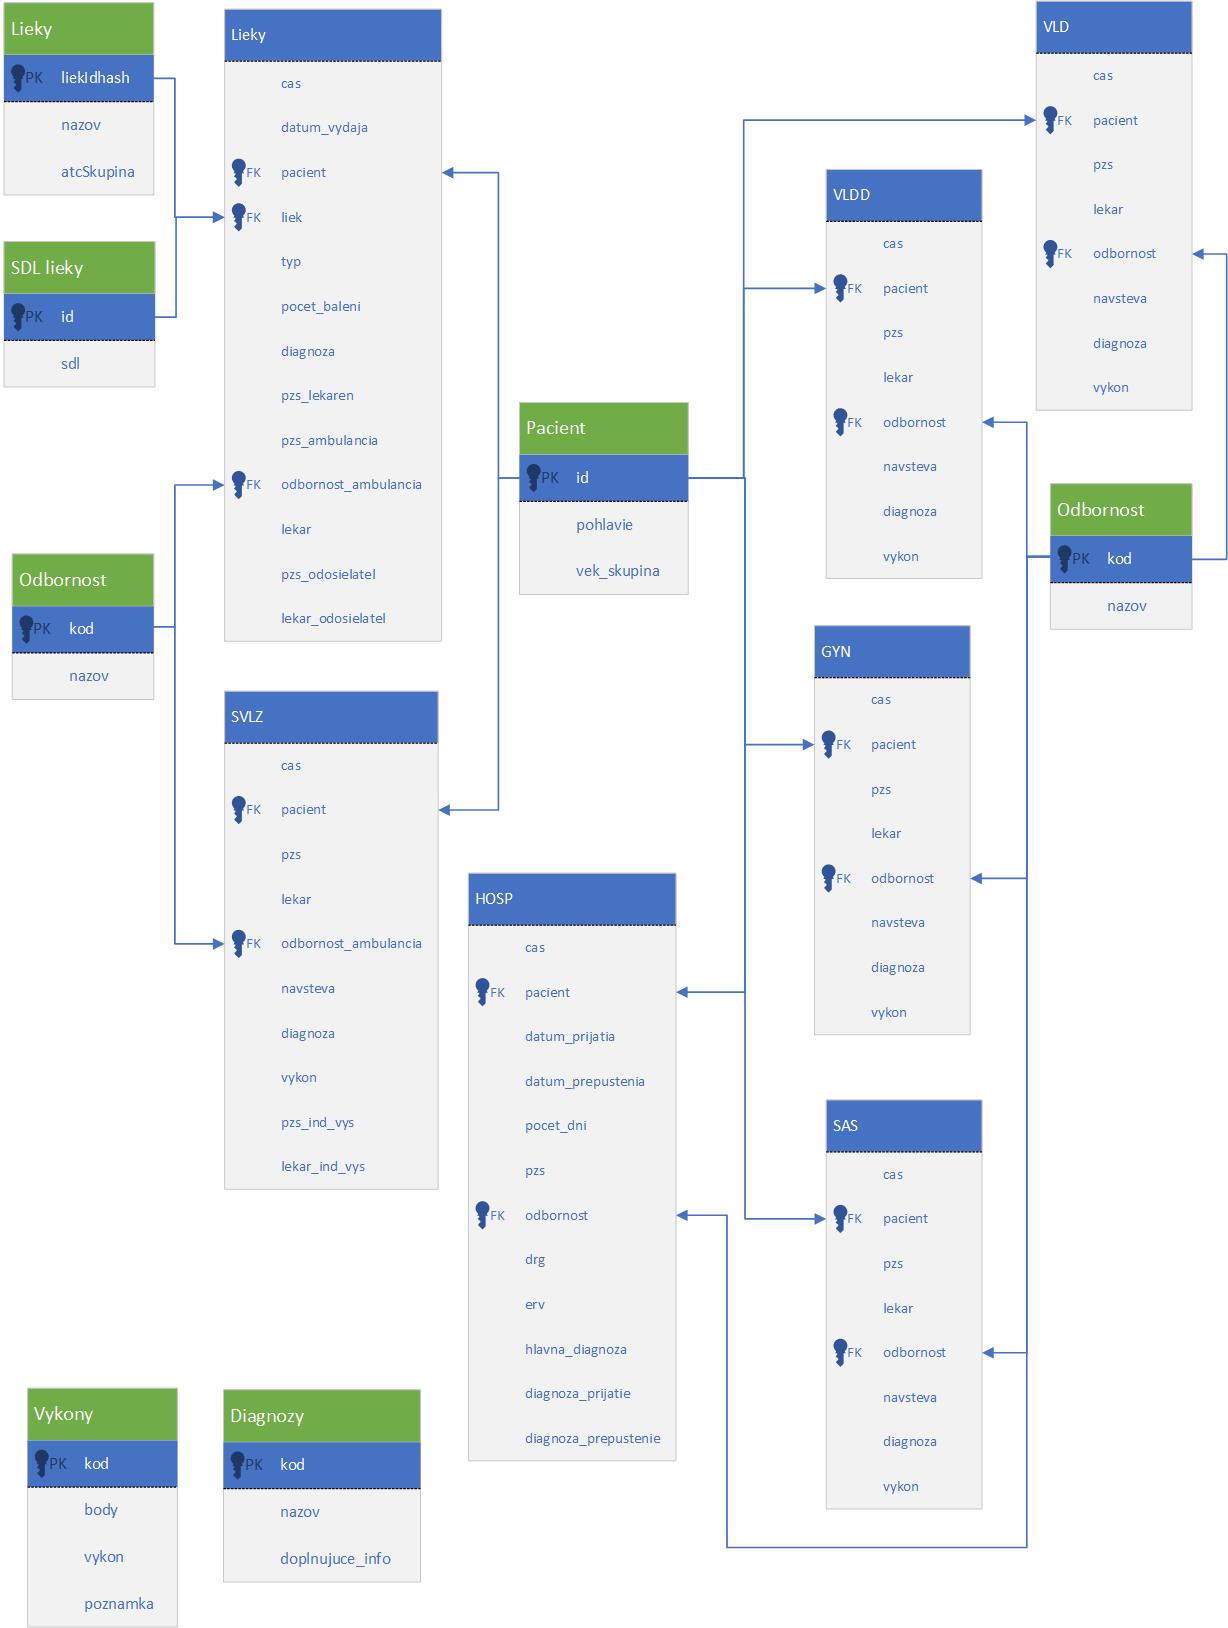 Lieky
PK liekIdhash
nazov
atcSkupina
SDL lieky
PK id
sdl
Odbornost
PK kod
nazov
Lieky
cas
datum_vydaja
FK pacient
FK liek
typ
pocet_baleni
diagnoza
pzs_lekaren
pzs_ambulancia
FK odbornost_ambulancia
lekar
pzs_odosielatel
lekar_odosielatel
SVLZ
cas
FK pacient
pzs
lekar
FK odbornost_ambulancia
navsteva
diagnoza
vykon
pzs_ind_vys
lekar_ind_vys
Pacient
PK id
pohlavie
vek_skupina
HOSP
cas
FK pacient
datum_prijatia
datum_prepustenia
pocet_dni
pzs
FK odbornost
drg
erv
hlavna_diagnoza
diagnoza_prijatie
diagnoza_prepustenie
VLD
cas
FK pacient
pzs
lekar
FK odbornost
navsteva
diagnoza
vykon
VLDD
cas
FK pacient
pzs
lekar
FK odbornost
navsteva
diagnoza
vykon
Odbornost
PK kod
nazov
GYN
cas
FK pacient
pzs
lekar
FK odbornost
navsteva
diagnoza
vykon
SAS
cas
FK pacient
pzs
lekar
FK odbornost
navsteva
diagnoza
vykon
Vykony
PK kod
body
vykon
poznamka
Diagnozy
PK kod
nazov
doplnujuce_info